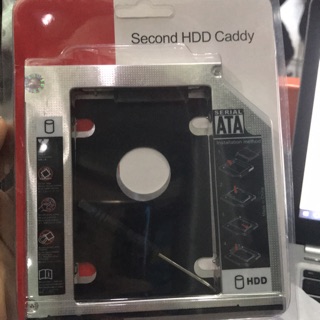 Second HDD Caddy
SERIAL
ATA
HDD